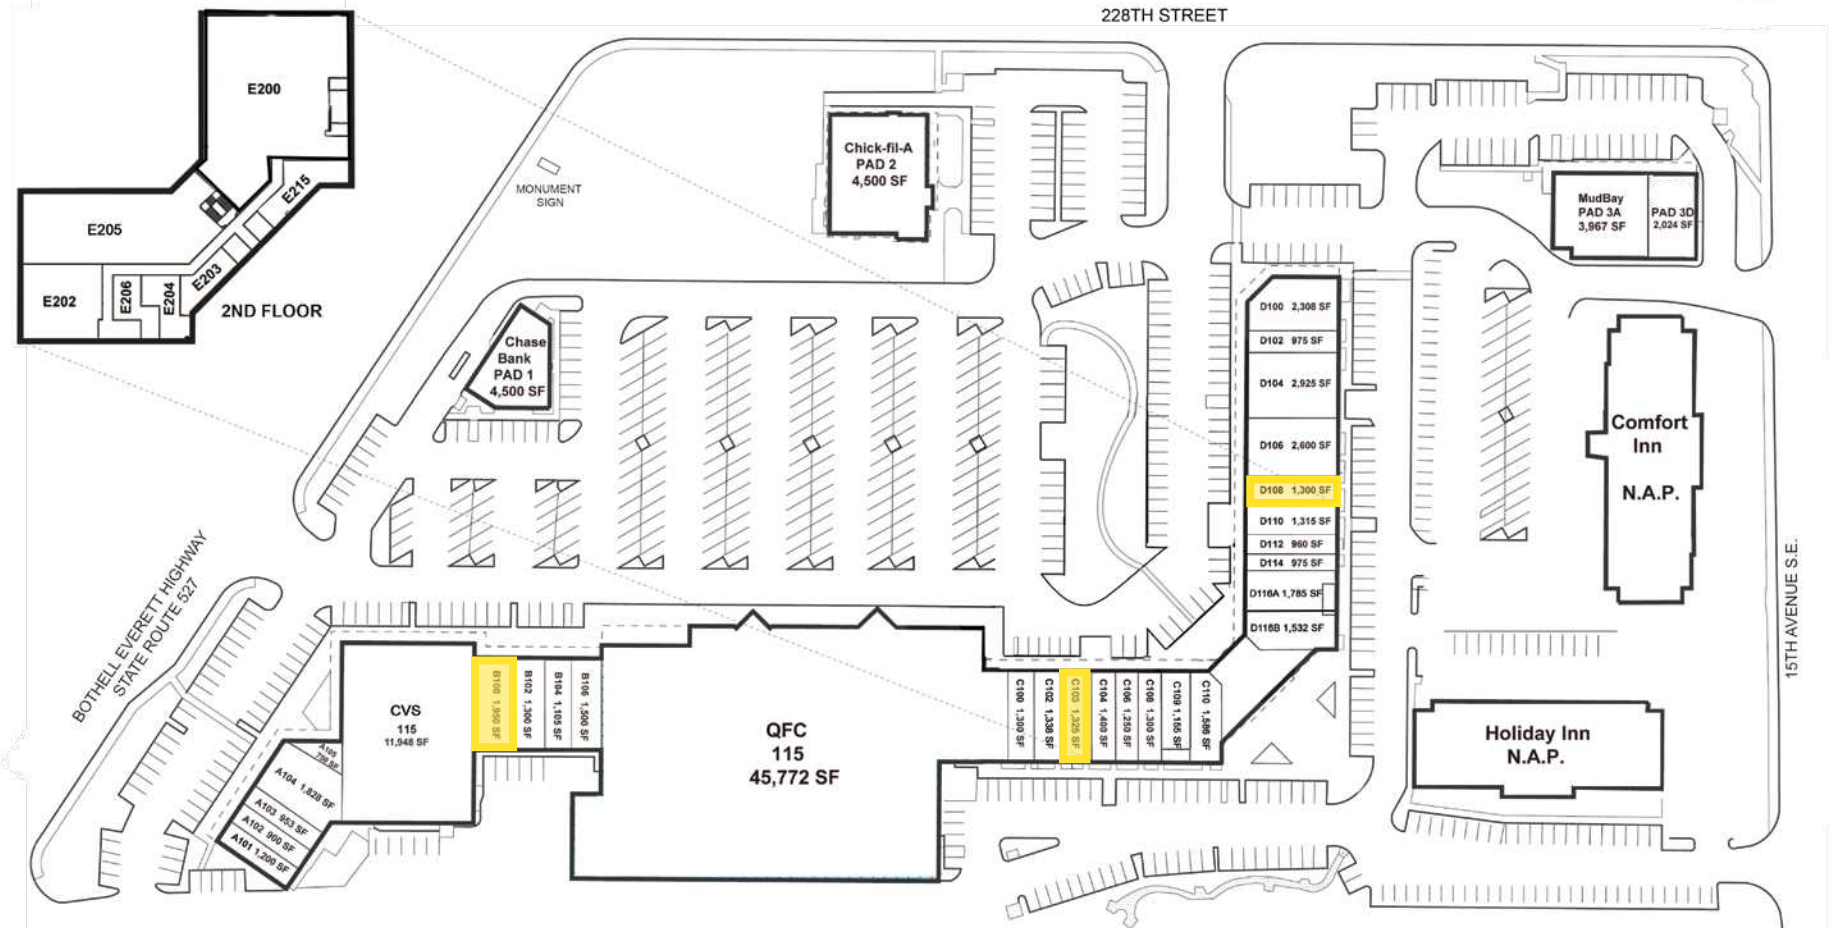 228TH STREET
E200
E215
E205
E202
E206
E204
E203
2ND FLOOR
MONUMENT
SIGN
Chick-fil-A
PAD 2
4,500 SF
MudBay
PAD 3A
3,967 SF
PAD 3D
2,024 SF
Chase
Bank
PAD 1
4,500 SF
D100 2,308 SF
D102 975 SF
D104 2,925 SF
D106 2,600 SF
D108 1,300 SF
D110 1,315 SF
D112 960 SF
D114 975 SF
D116A 1,785 SF
D116B 1,532 SF
Comfort
Inn
N.A.P.
BOTHELL EVERETT HIGHWAY
STATE ROUTE 527
15TH AVENUE S.E.
CVS
115
11,948 SF
B100 1,950 SF
B102 1,300 SF
B104 1,105 SF
B106 1,500 SF
QFC
115
45,772 SF
C100 1,300 SF
C102 1,338 SF
C103 1,325 SF
C104 1,400 SF
C106 1,250 SF
C108 1,300 SF
C109 1,155 SF
C110 1,586 SF
Holiday Inn
N.A.P.
A105
798 SF
A104 1,828 SF
A103 953 SF
A102 900 SF
A101 1,200 SF